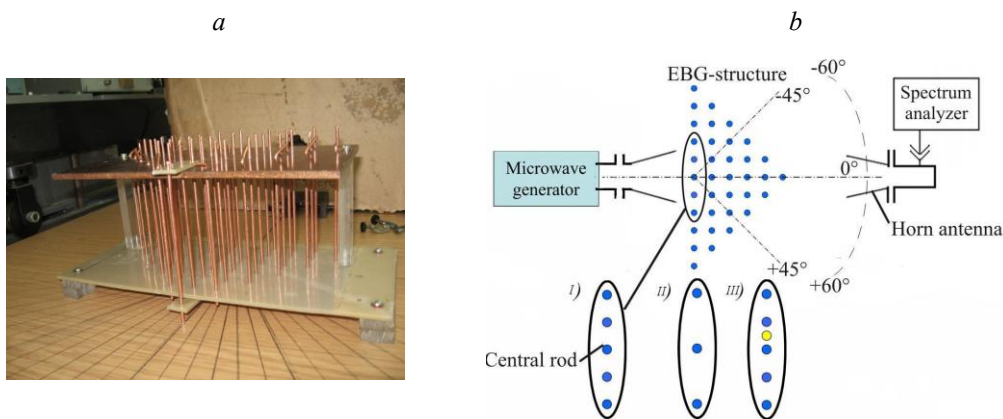 a
b
EBG-structure
-60°
-45°
Spectrum
analyzer
Microwave
generator
0°
Horn antenna
+45°
+60°
I)
II)
III)
Central rod